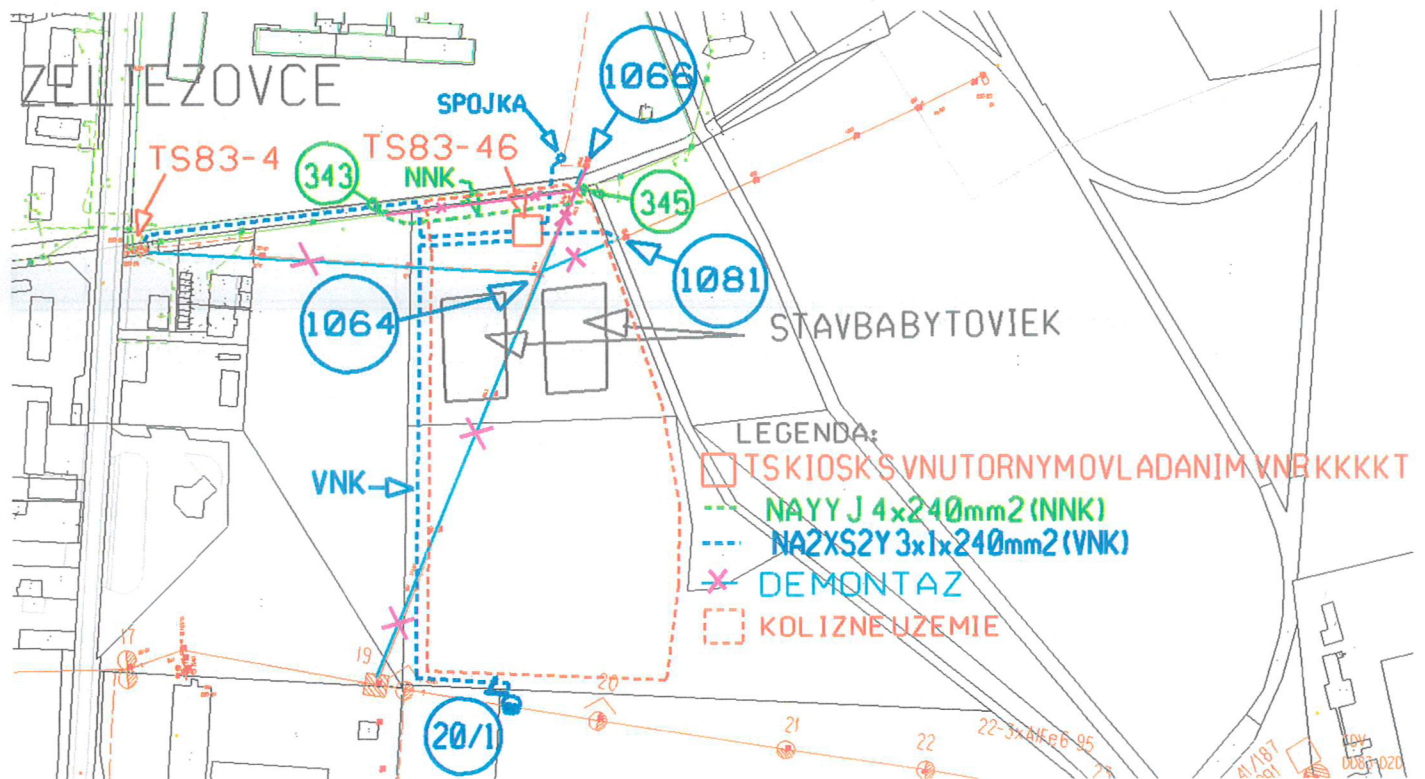 ZELIEZOVCE
1066
SPOJKA
TS83-4
TS83-46
343
NNK
345
1081
1064
STAVBABYTOVIEK
LEGENDA:
TSKIOSKSVNUTORNYMOVLADANIMVNBKKKKT
NAYYJ4x240mm2(NNK)
VNK
NA2XS2Y3x1x240mm2(VNK)
DEMONTAZ
KOLIZNEUZEMIE
17
19
20
20/1
21
22
22-3xAlFe6 95